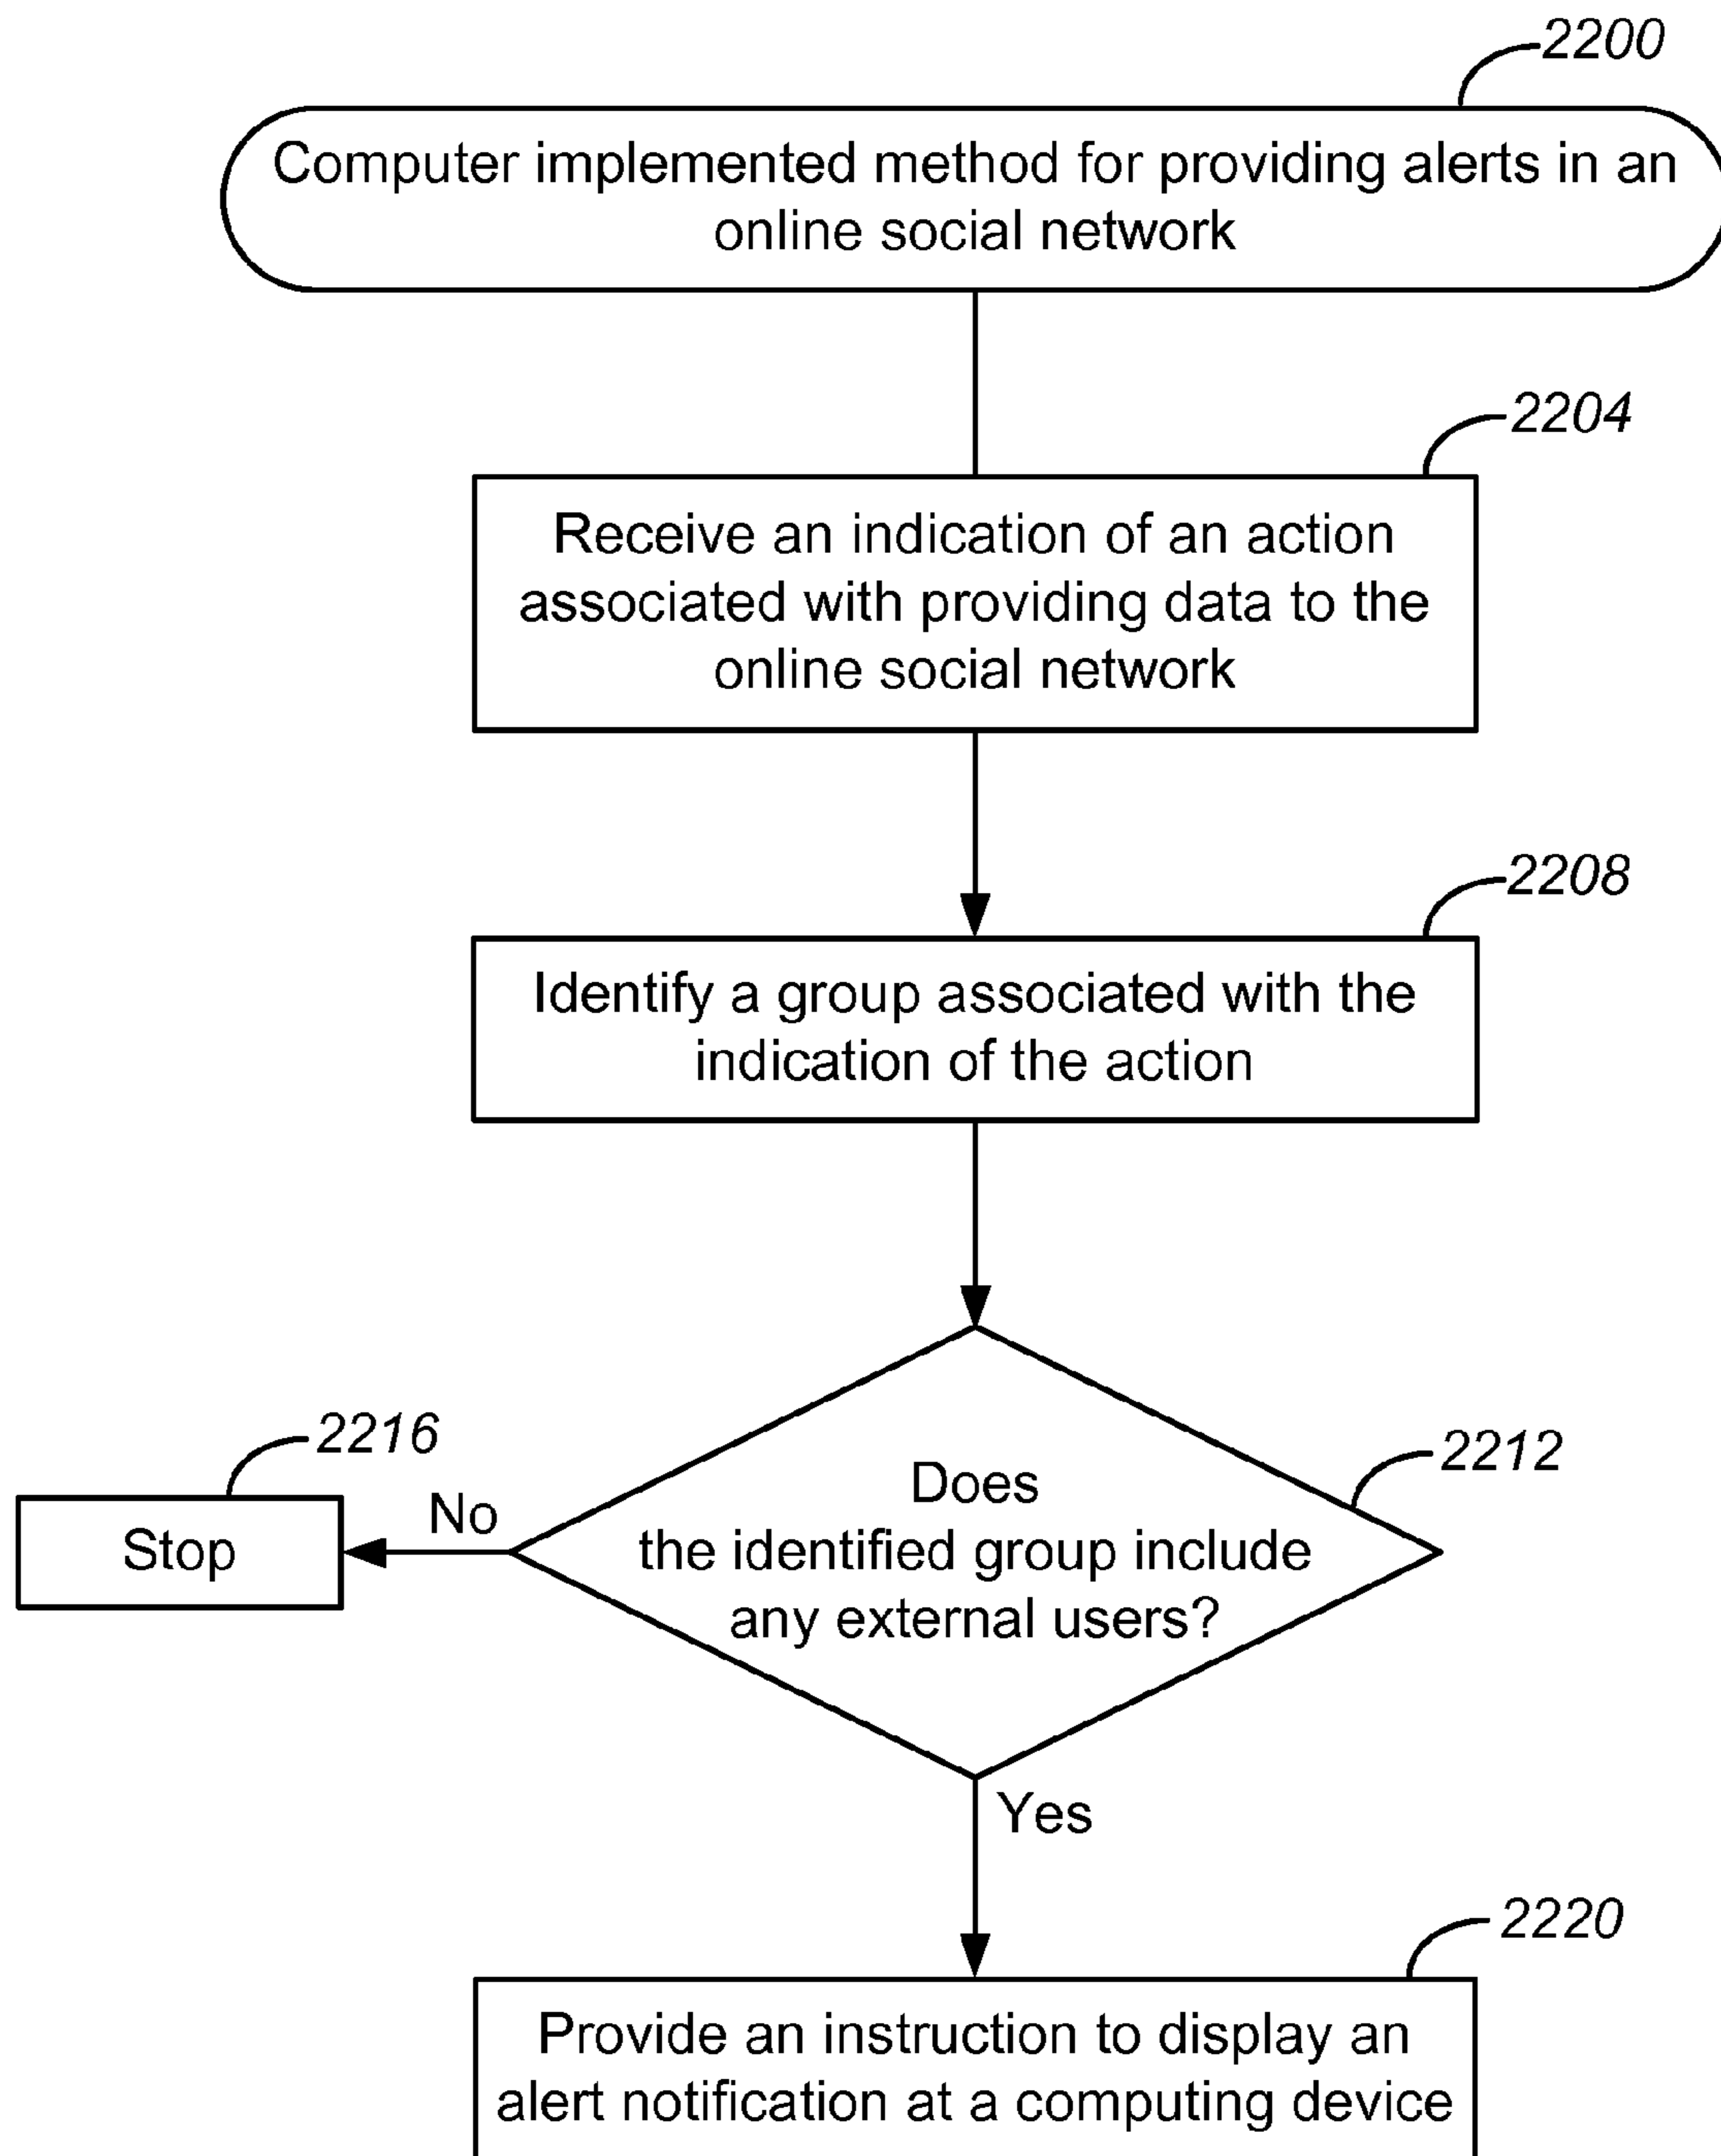 2200
Computer implemented method for providing alerts in an
online social network
2204
Receive an indication of an action
associated with providing data to the
online social network
2208
Identify a group associated with the
indication of the action
2216
Stop
No
2212
Does
the identified group include
any external users?
Yes
2220
Provide an instruction to display an
alert notification at a computing device